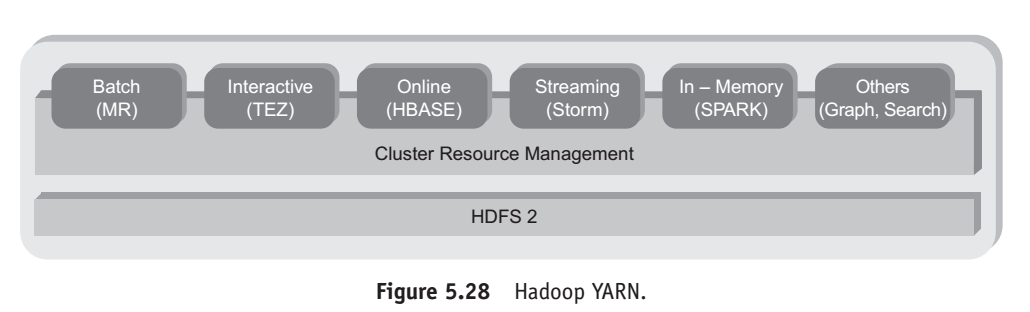 Batch
(MR)
Interactive
(TEZ)
Online
(HBASE)
Streaming
(Storm)
In – Memory
(SPARK)
Others
(Graph, Search)
Cluster Resource Management
HDFS 2
Figure 5.28 Hadoop YARN.